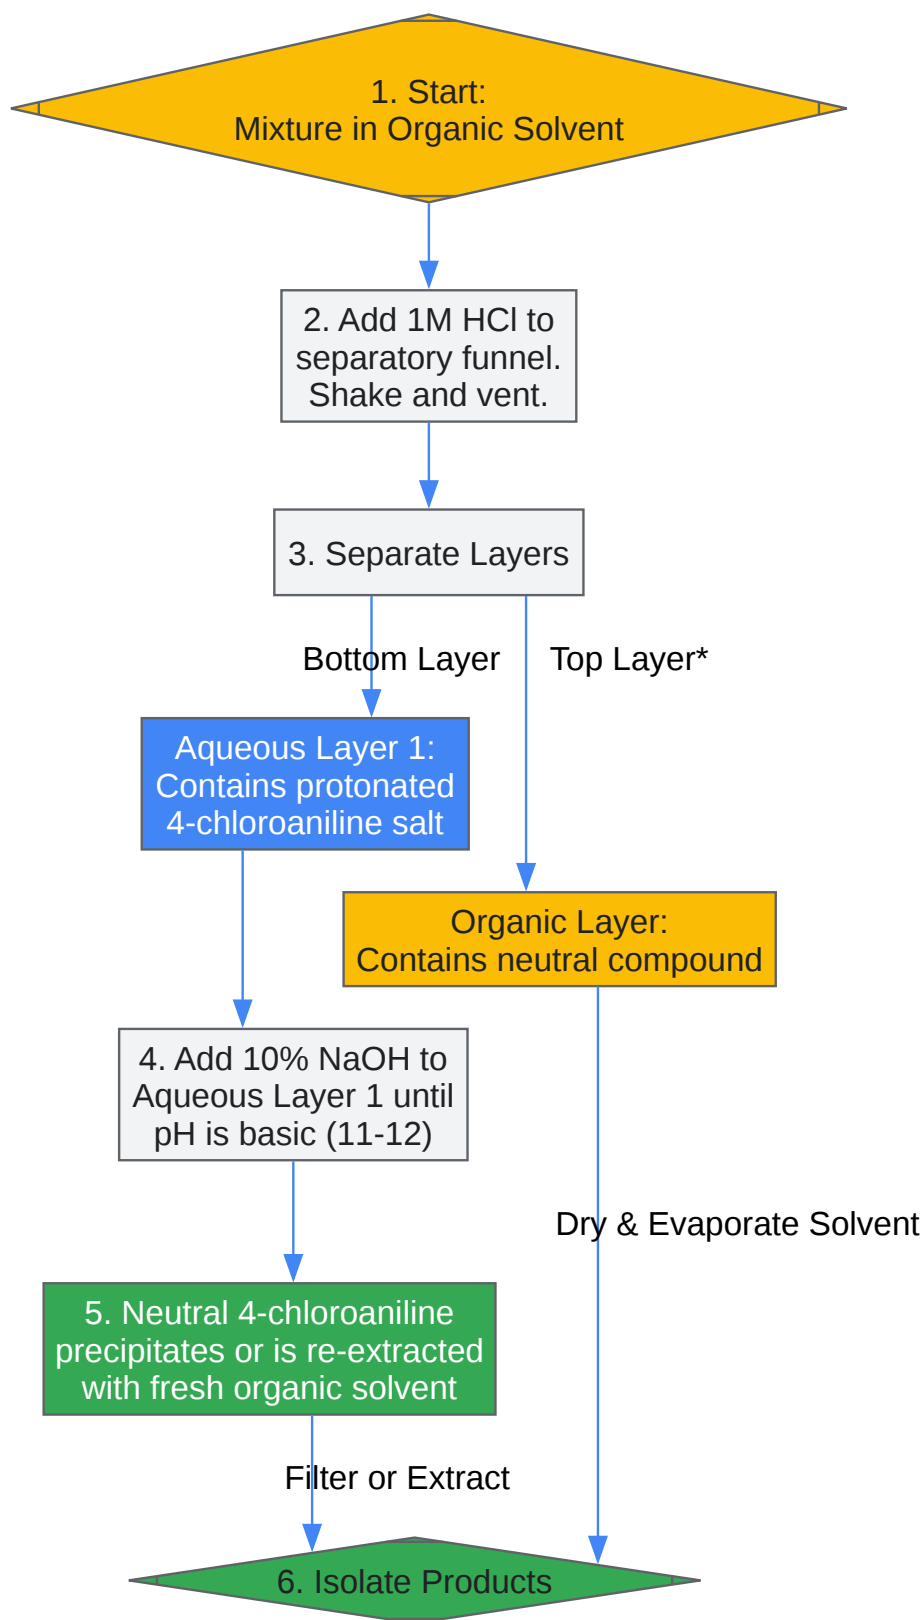 1. Start:
Mixture in Organic Solvent
2. Add 1M HCl to
separatory funnel.
Shake and vent.
3. Separate Layers
Bottom Layer
Top Layer*
Aqueous Layer 1:
Contains protonated
4-chloroaniline salt
Organic Layer:
Contains neutral compound
4. Add 10% NaOH to
Aqueous Layer 1 until
pH is basic (11-12)
Dry & Evaporate Solvent
5. Neutral 4-chloroaniline
precipitates or is re-extracted
with fresh organic solvent
Filter or Extract
6. Isolate Products